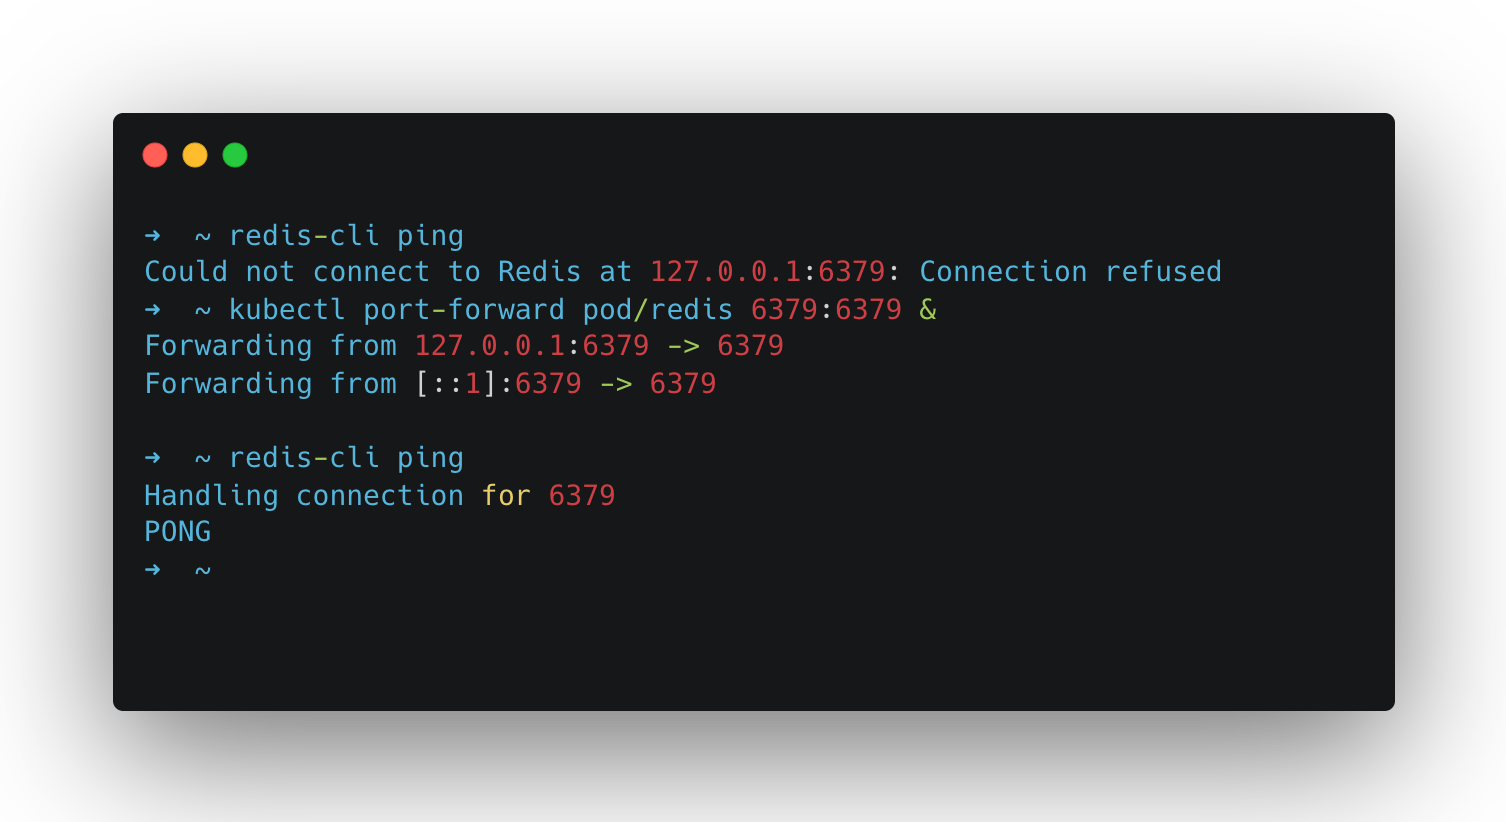 ➜  ~ redis-cli ping
Could not connect to Redis at 127.0.0.1:6379: Connection refused
➜  ~ kubectl port-forward pod/redis 6379:6379 &
Forwarding from 127.0.0.1:6379 -> 6379
Forwarding from [::1]:6379 -> 6379
➜  ~ redis-cli ping
Handling connection for 6379
PONG
➜  ~